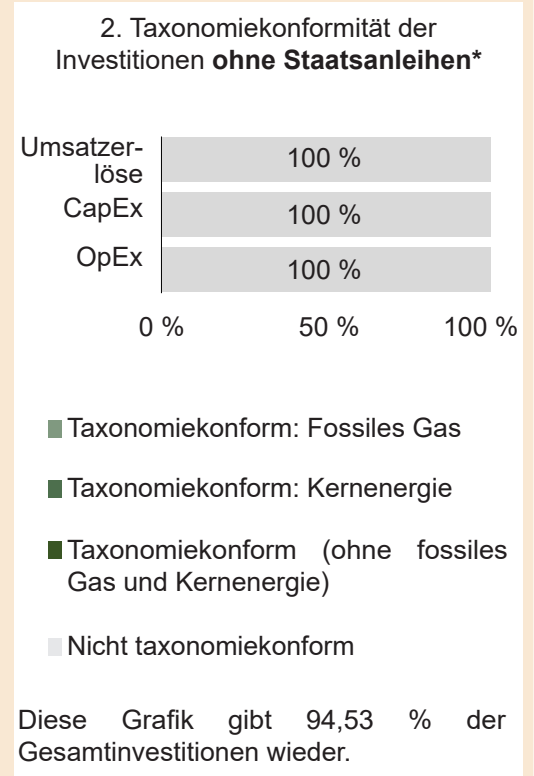 2. Taxonomiekonformität der
Investitionen ohne Staatsanleihen*
Umsatzer-
löse
100 %
CapEx
100 %
OpEx
100 %
0 %
50 %
100 %
Taxonomiekonform: Fossiles Gas
Taxonomiekonform: Kernenergie
Taxonomiekonform (ohne fossiles
Gas und Kernenergie)
Nicht taxonomiekonform
Diese Grafik gibt 94,53 % der
Gesamtinvestitionen wieder.